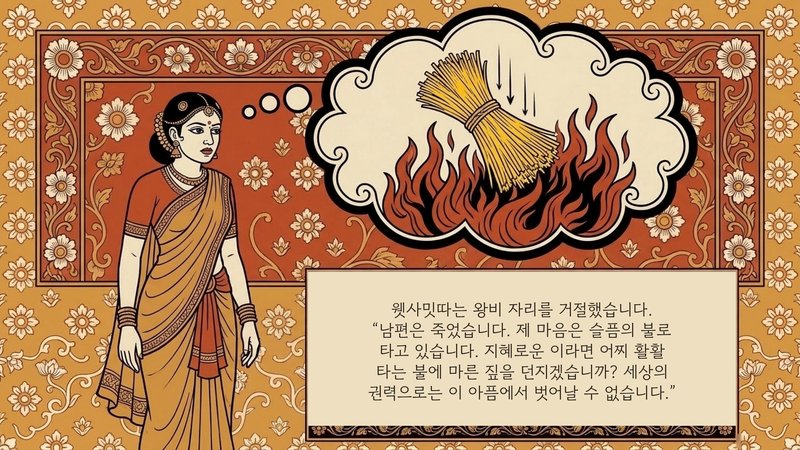 웻사밋따는 왕비 자리를 거절했습니다.
“남편은 죽었습니다. 제 마음은 슬픔의 불로
타고 있습니다. 지혜로운 이라면 어찌 활활
타는 불에 마른 짚을 던지겠습니까? 세상의
권력으로는 이 아픔에서 벗어날 수 없습니다.”